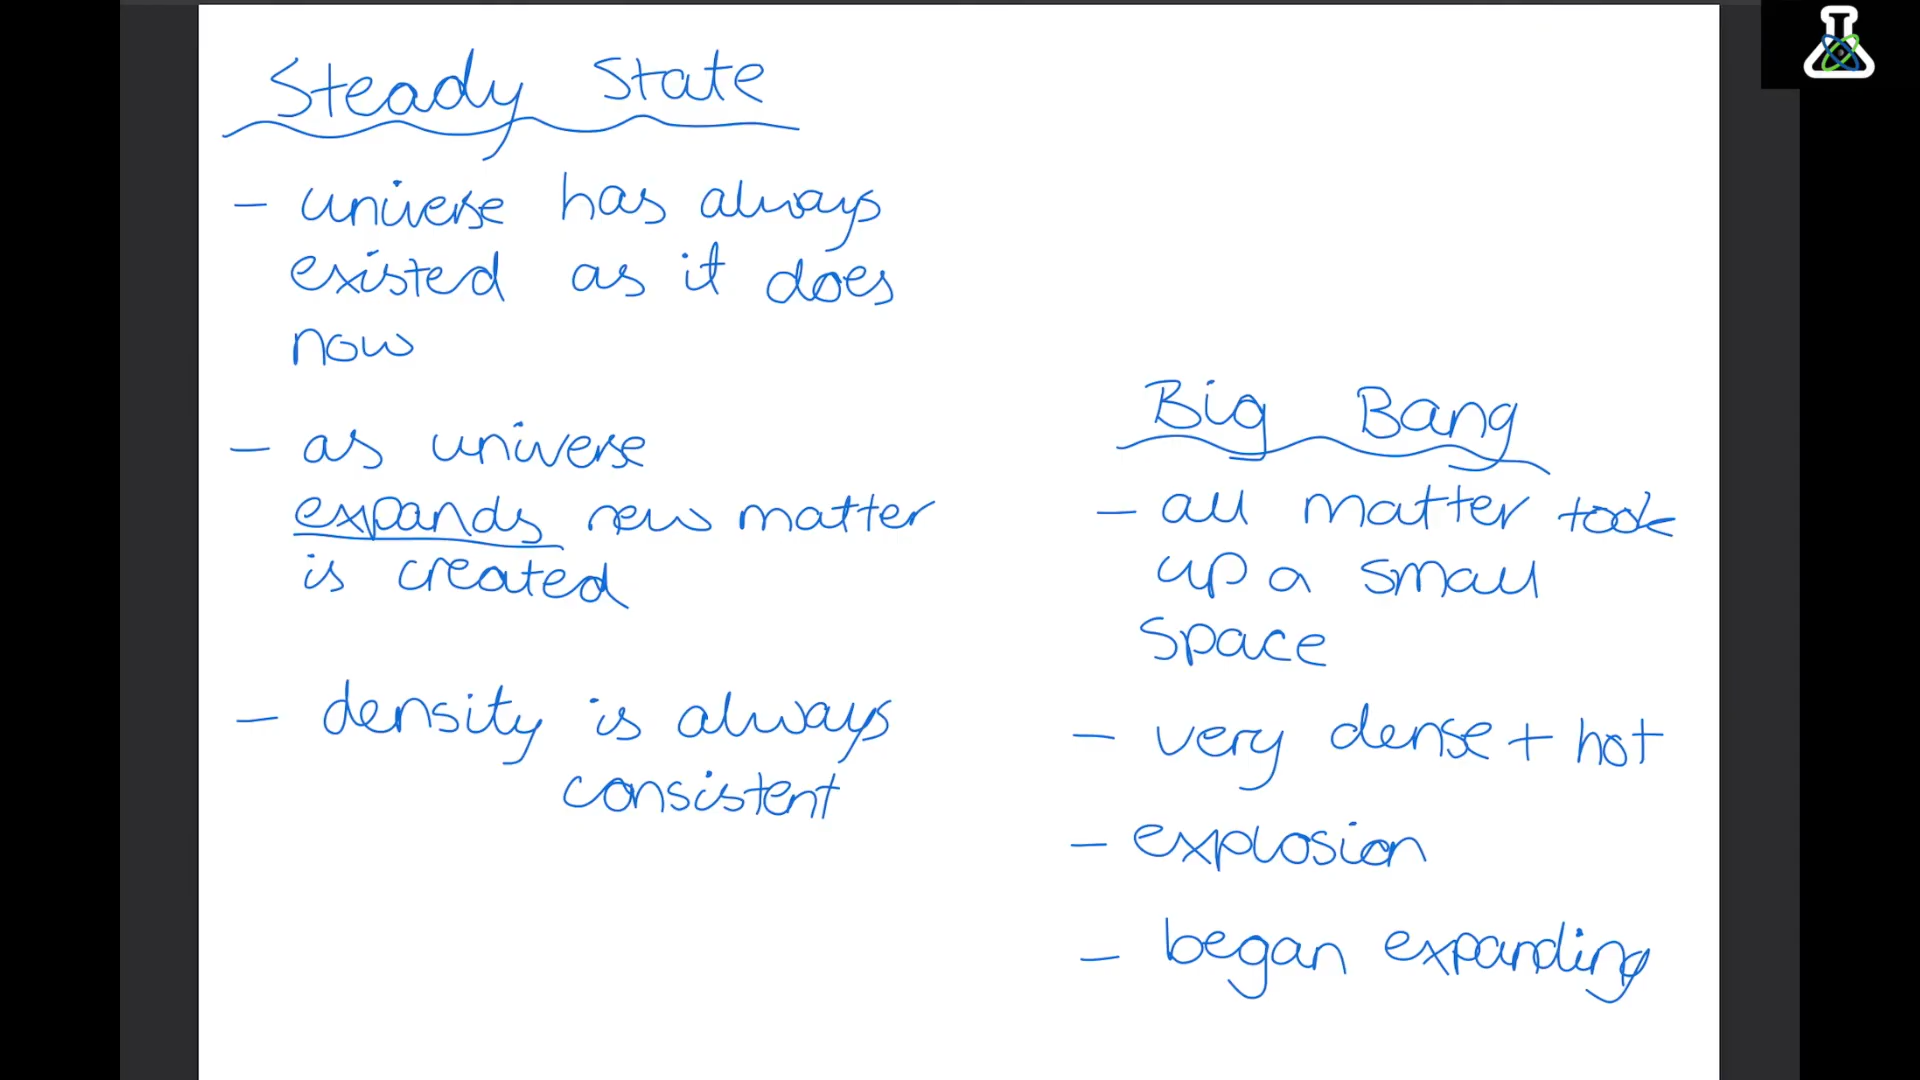 Steady State
- universe has always
existed as it does
now
- as universe
expands new matter
is created
- density is always
consistent
Big Bang
- all matter took
up a small
space
- very dense + hot
- explosion
- began expanding